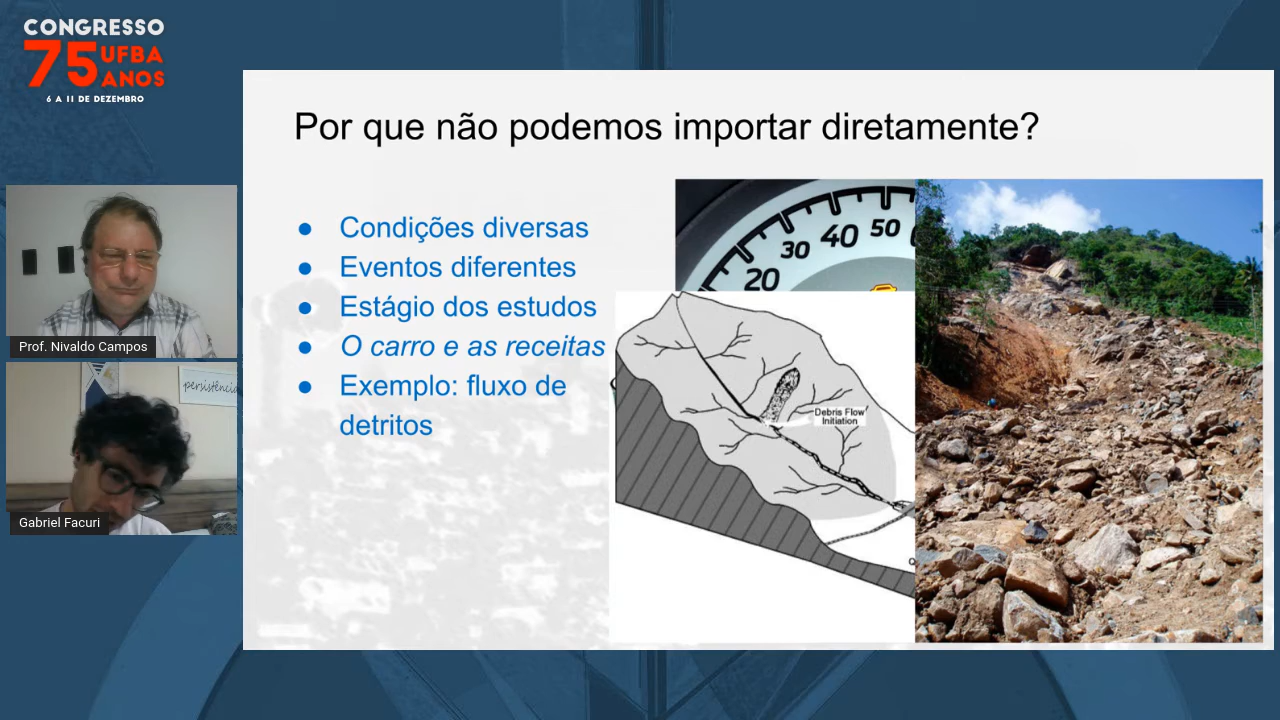 CONGRESSO
75 UFBA
ANOS
6 A 11 DE DEZEMBRO
Por que não podemos importar diretamente?
● Condições diversas
● Eventos diferentes
● Estágio dos estudos
● O carro e as receitas
● Exemplo: fluxo de
detritos
20 30 40 50
Debris Flow
Initiation
Prof. Nivaldo Campos
persistência
Gabriel Facuri